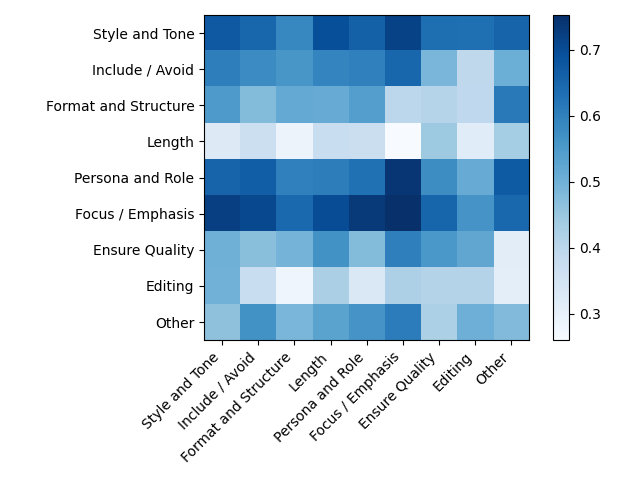 Style and Tone
Include / Avoid
Format and Structure
Length
Persona and Role
Focus / Emphasis
Ensure Quality
Editing
Other
0.7
0.6
0.5
0.4
0.3
Style and Tone
Include / Avoid
Format and Structure
Length
Persona and Role
Focus / Emphasis
Ensure Quality
Editing
Other